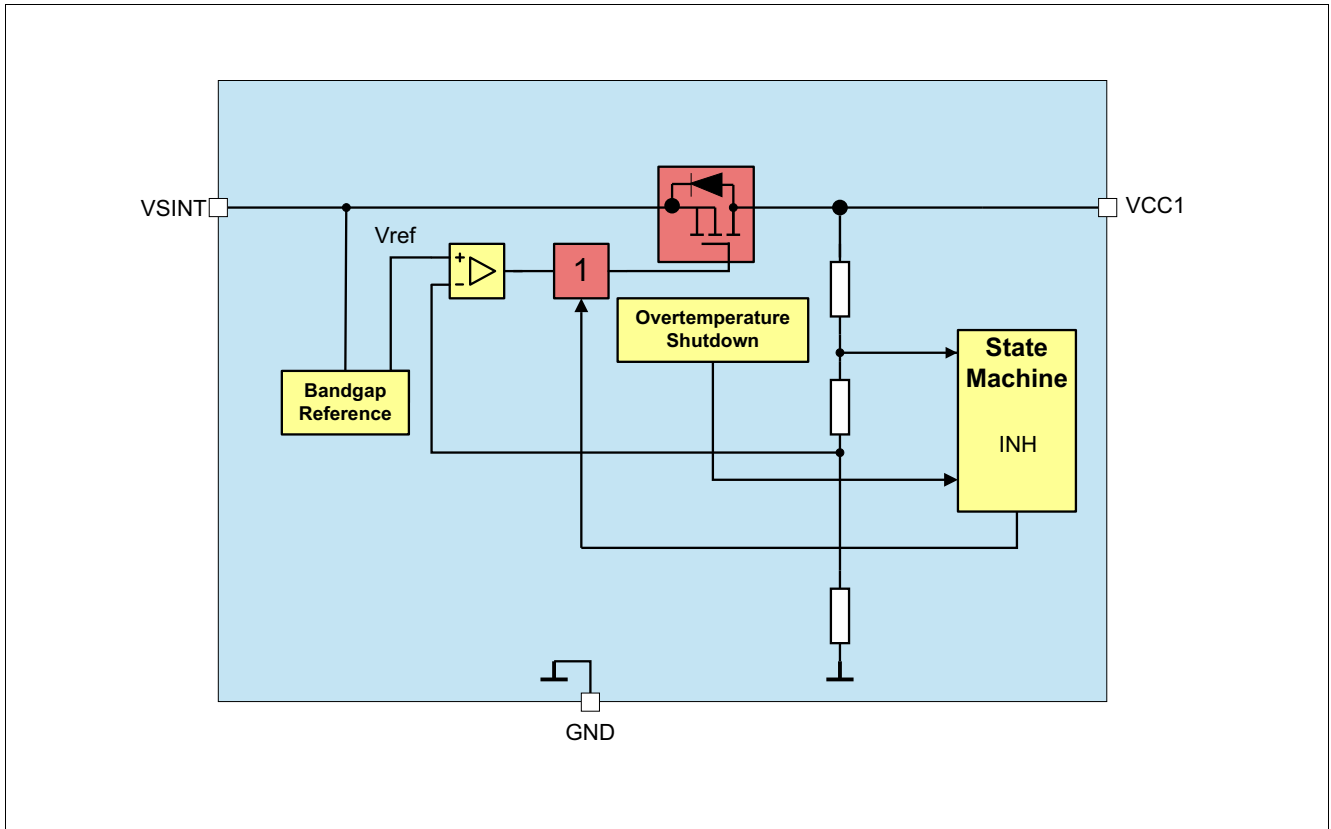 VSINT
VCC1
Vref
+
-
1
Overtemperature
Shutdown
State
Machine
INH
Bandgap
Reference
GND